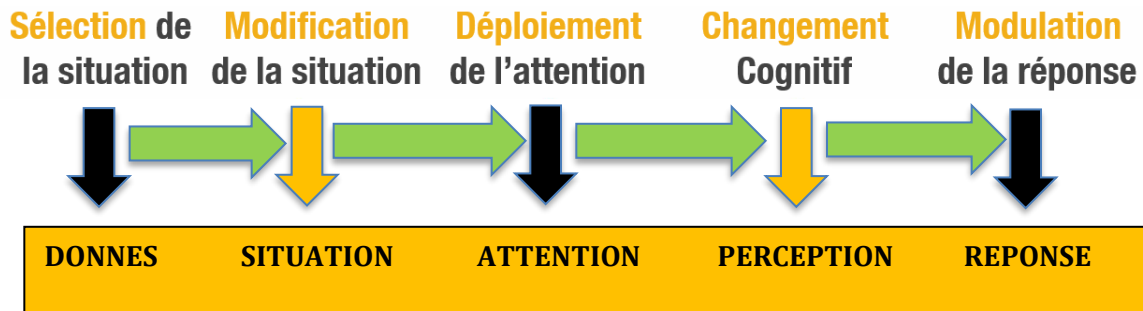 Sélection de Modification Déploiement Changement Modulation
la situation de la situation de l’attention Cognitif de la réponse
DONNES SITUATION ATTENTION PERCEPTION REPONSE